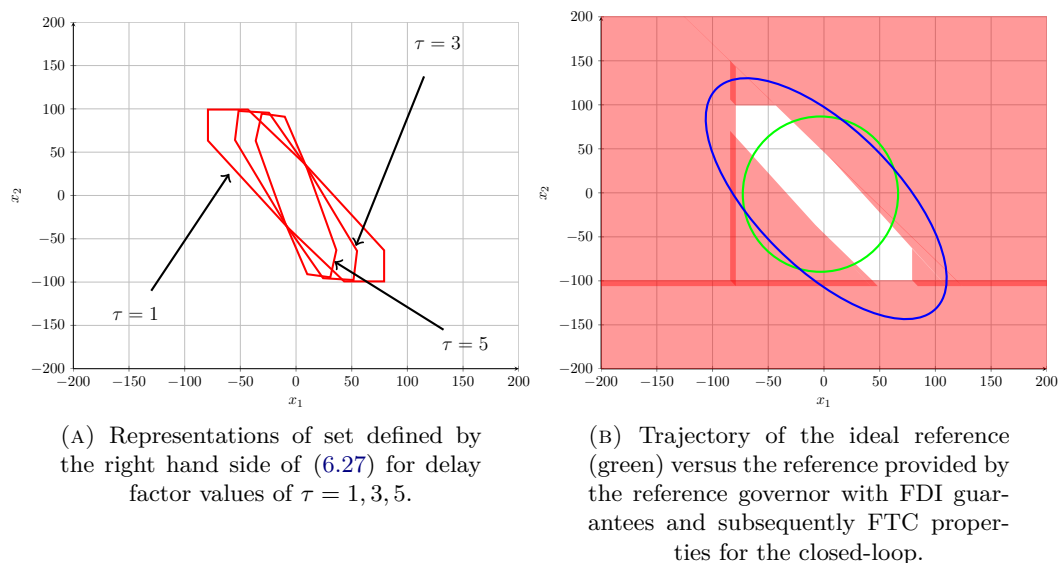 200
150
100
50
0
−50
−100
−150
−200
−200 −150 −100 −50 0 50 100 150 200
x₁
x₂
τ = 3
τ = 1
τ = 5
(A) Representations of set defined by
the right hand side of (6.27) for delay
factor values of τ = 1, 3, 5.
200
150
100
50
0
−50
−100
−150
−200
−200 −150 −100 −50 0 50 100 150 200
x₁
x₂
(B) Trajectory of the ideal reference
(green) versus the reference provided by
the reference governor with FDI guar-
antees and subsequently FTC proper-
ties for the closed-loop.